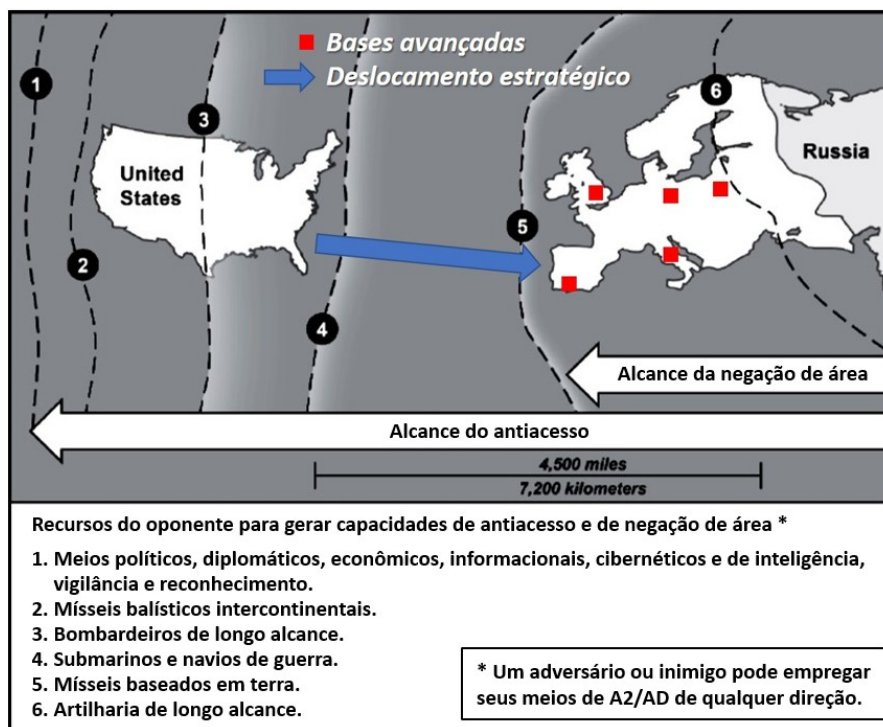 Bases avançadas
Deslocamento estratégico
1
6
3
United
States
Russia
5
2
4
Alcance da negação de área
Alcance do antiacesso
4,500 miles
7,200 kilometers
Recursos do oponente para gerar capacidades de antiacesso e de negação de área *
1. Meios políticos, diplomáticos, econômicos, informacionais, cibernéticos e de inteligência,
vigilância e reconhecimento.
2. Mísseis balísticos intercontinentais.
3. Bombardeiros de longo alcance.
4. Submarinos e navios de guerra.
5. Mísseis baseados em terra.
6. Artilharia de longo alcance.
* Um adversário ou inimigo pode empregar
seus meios de A2/AD de qualquer direção.